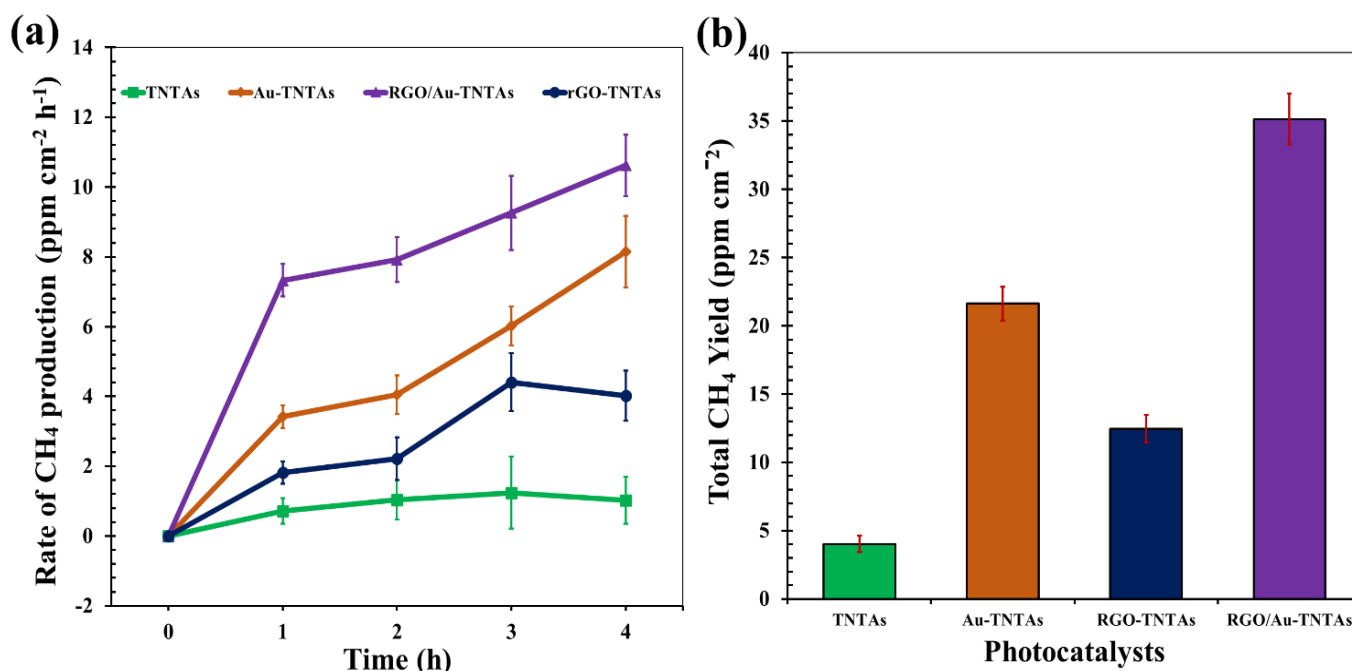 (a)
Rate of CH₄ production (ppm cm⁻² h⁻¹)
14
12
10
8
6
4
2
0
-2
TNTAs Au-TNTAs RGO/Au-TNTAs rGO-TNTAs
0 1 2 3 4
Time (h)
(b)
Total CH₄ Yield (ppm cm⁻²)
40
35
30
25
20
15
10
5
0
TNTAs Au-TNTAs RGO-TNTAs RGO/Au-TNTAs
Photocatalysts